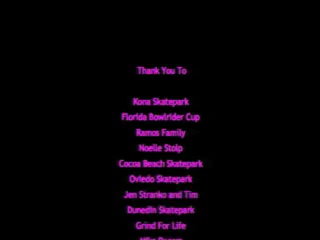 Thank You To
Kona Skatepark
Florida Bowlrider Cup
Ramos Family
Noelle Stolp
Cocoa Beach Skatepark
Oviedo Skatepark
Jen Stranko and Tim
Dunedin Skatepark
Grind For Life